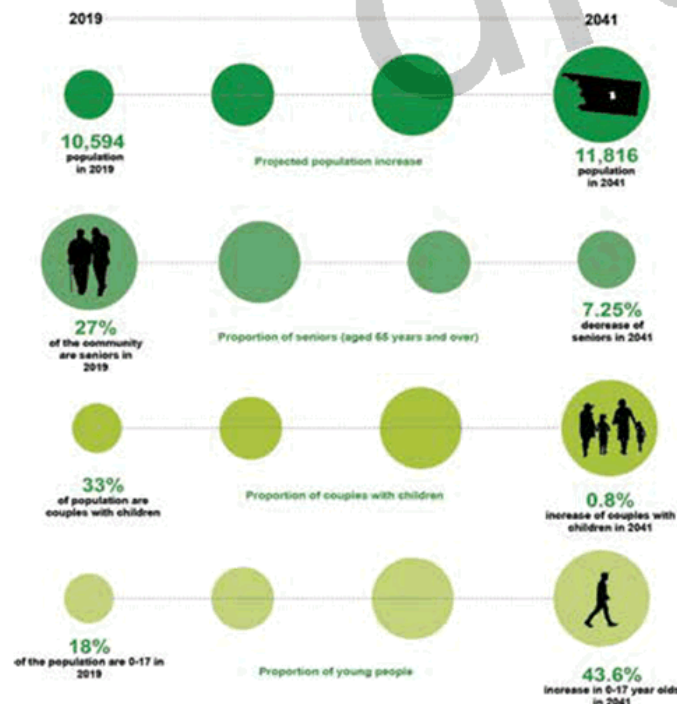 2019
2041
10,594
population
in 2019
Projected population increase
11,816
population
in 2041
27%
of the community
are seniors in
2019
Proportion of seniors (aged 65 years and over)
7.25%
decrease of
seniors in 2041
33%
of population are
couples with children
Proportion of couples with children
0.8%
increase of couples with
children in 2041
18%
of the population are 0-17 in
2019
Proportion of young people
43.6%
increase in 0-17 year olds
in 2041